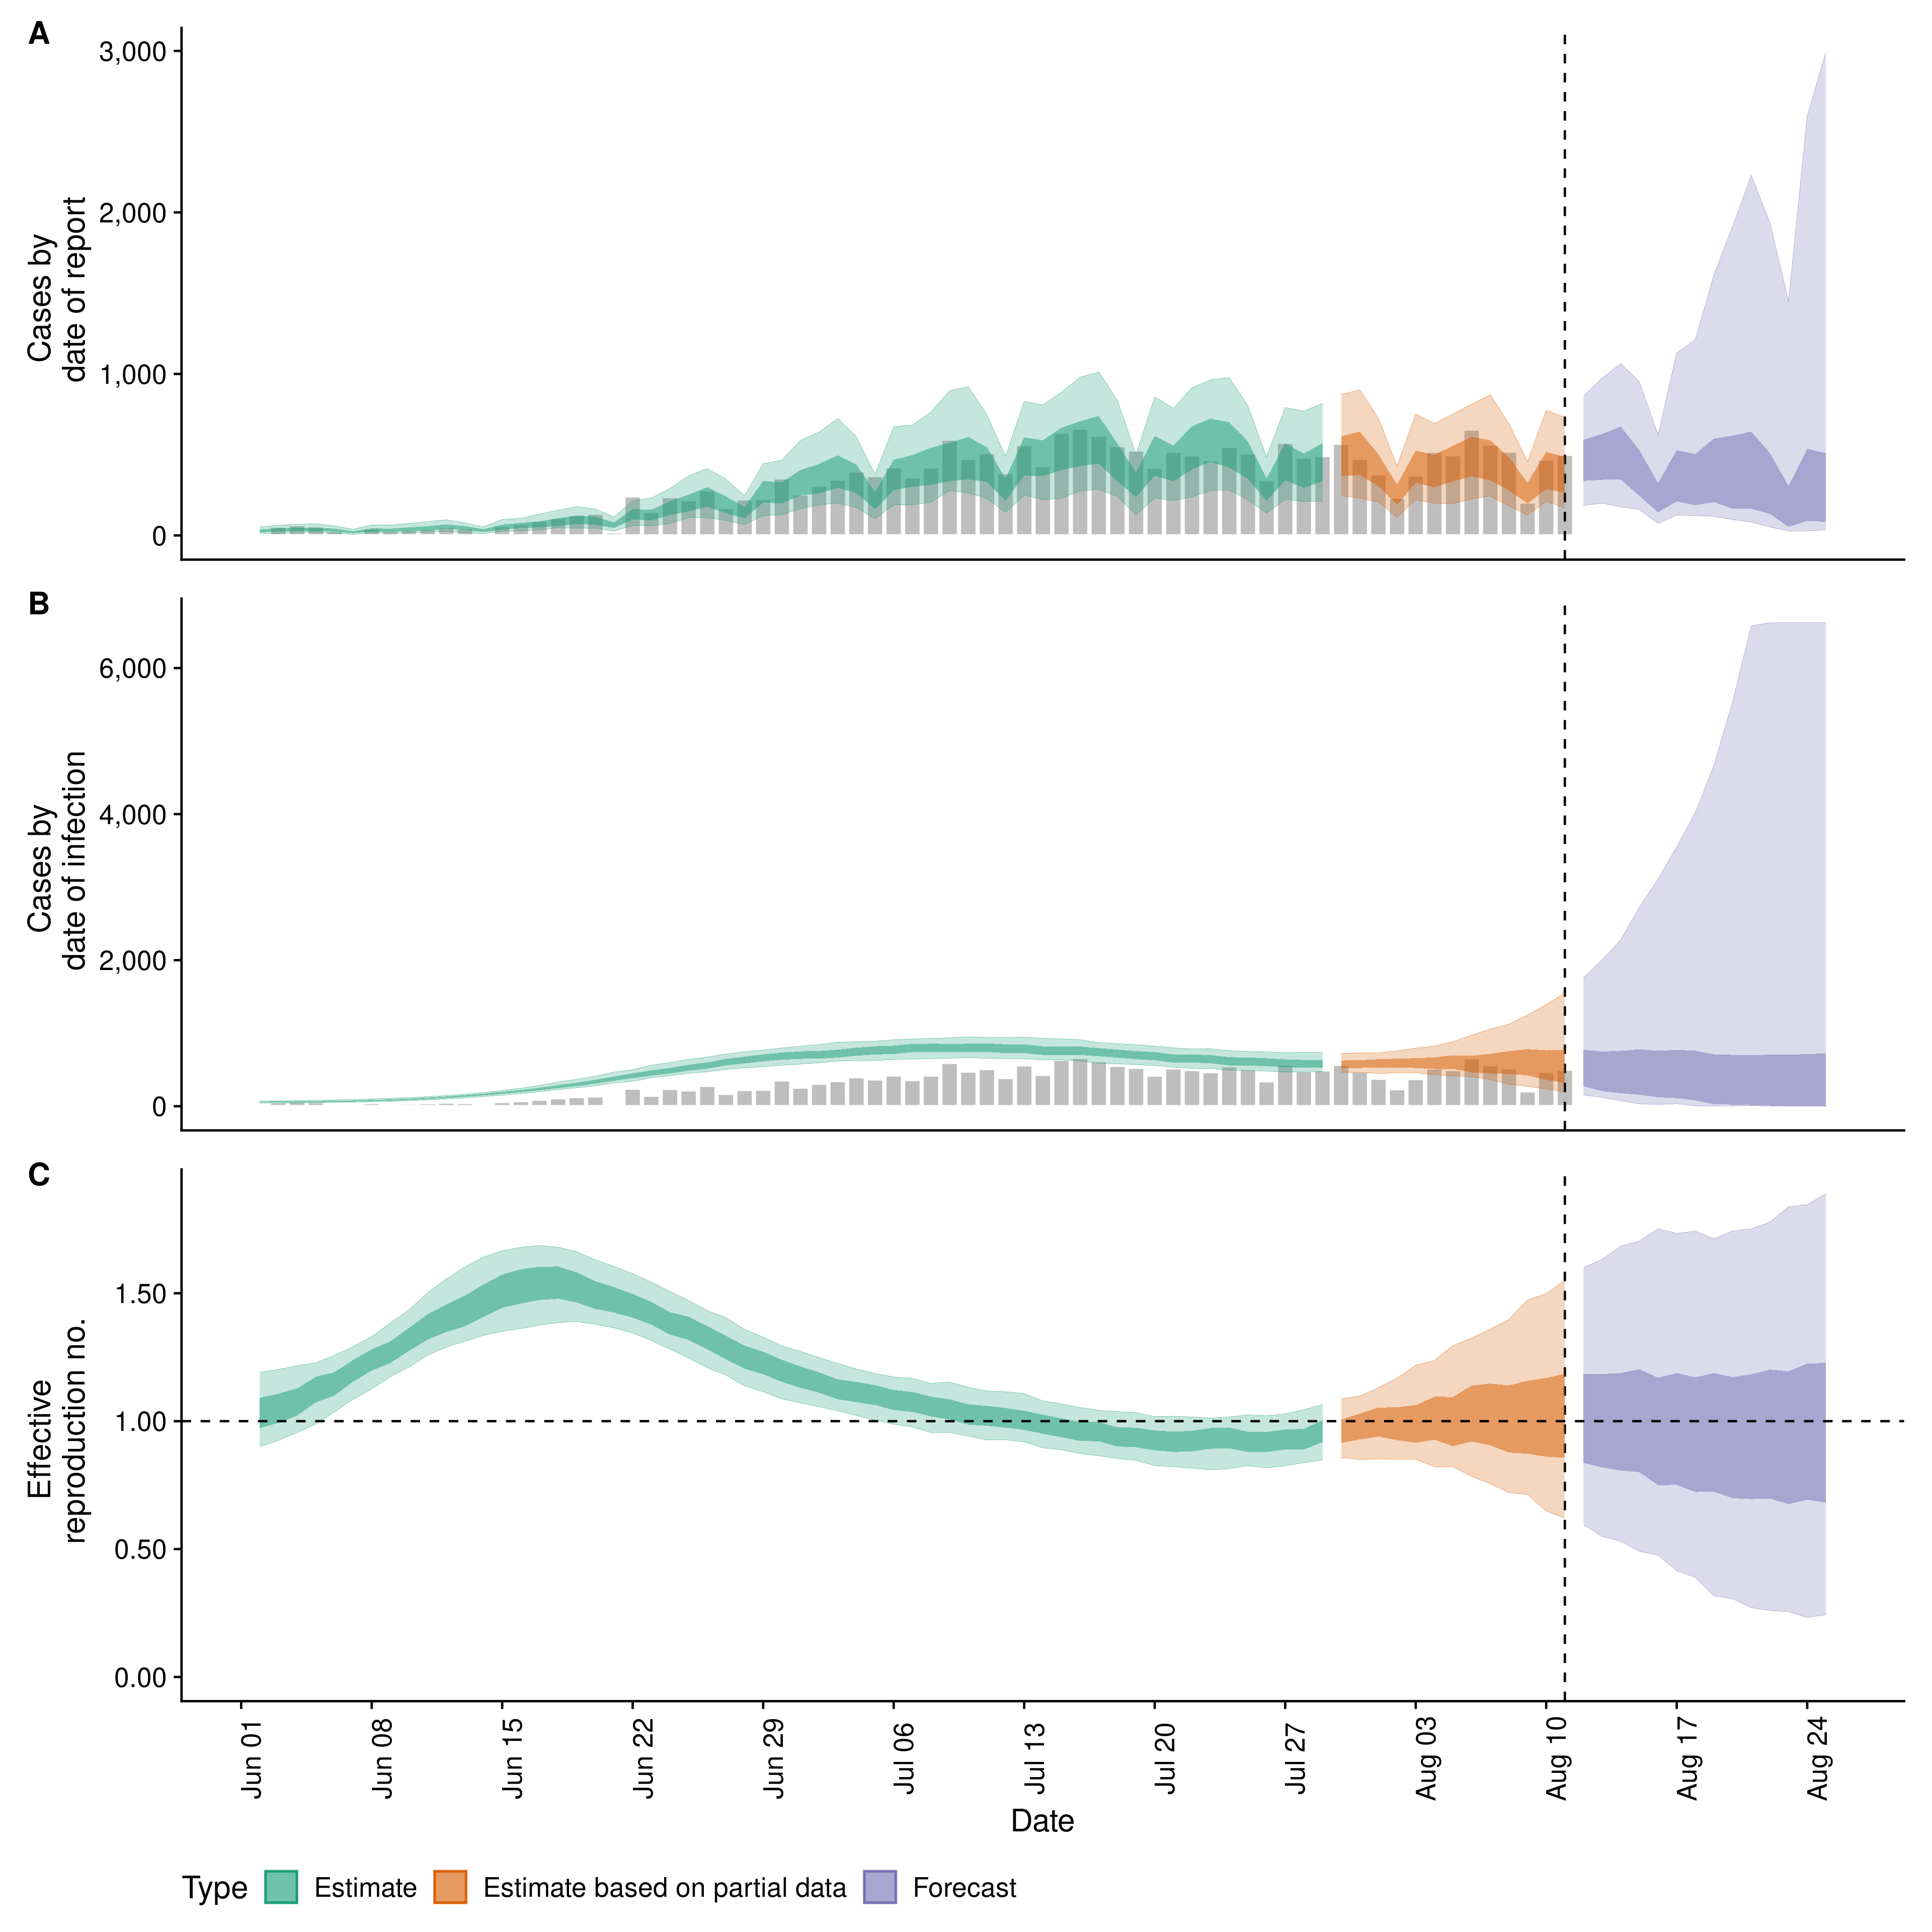 A
3,000
2,000
1,000
0
Cases by
date of report
B
6,000
4,000
2,000
0
Cases by
date of infection
C
1.50
1.00
0.50
0.00
Effective
reproduction no.
Jun 01
Jun 08
Jun 15
Jun 22
Jun 29
Jul 06
Jul 13
Jul 20
Jul 27
Aug 03
Aug 10
Aug 17
Aug 24
Date
Type Estimate Estimate based on partial data Forecast